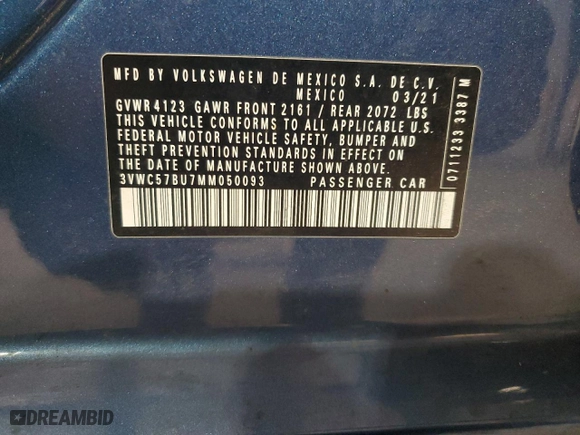 MFD BY VOLKSWAGEN DE MEXICO S.A. DE C.V.
MEXICO 03/21
GVWR 4123 GAWR FRONT 2161 / REAR 2072 LBS
THIS VEHICLE CONFORMS TO ALL APPLICABLE U.S.
FEDERAL MOTOR VEHICLE SAFETY, BUMPER AND
THEFT PREVENTION STANDARDS IN EFFECT ON
THE DATE OF MANUFACTURE SHOWN ABOVE.
3VWC57BU7MM050093 PASSENGER CAR
0711233 3387 M
DREAMBID